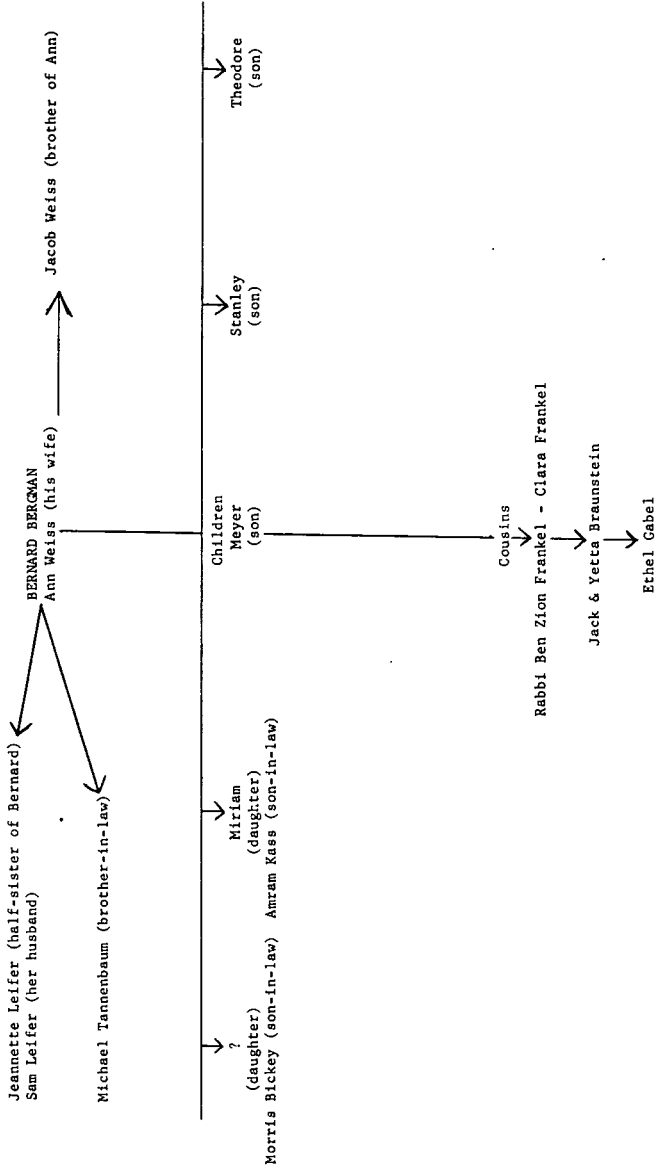 Jeannette Leifer (half-sister of Bernard)
Sam Leifer (her husband)
Michael Tannenbaum (brother-in-law)
BERNARD BERGMAN
Ann Weiss (his wife)
Jacob Weiss (brother of Ann)
Children
?
(daughter)
Morris Bickey (son-in-law)
Miriam
(daughter)
Amram Kass (son-in-law)
Meyer
(son)
Stanley
(son)
Theodore
(son)
Cousins
Rabbi Ben Zion Frankel - Clara Frankel
Jack & Yetta Braunstein
Ethel Gabel